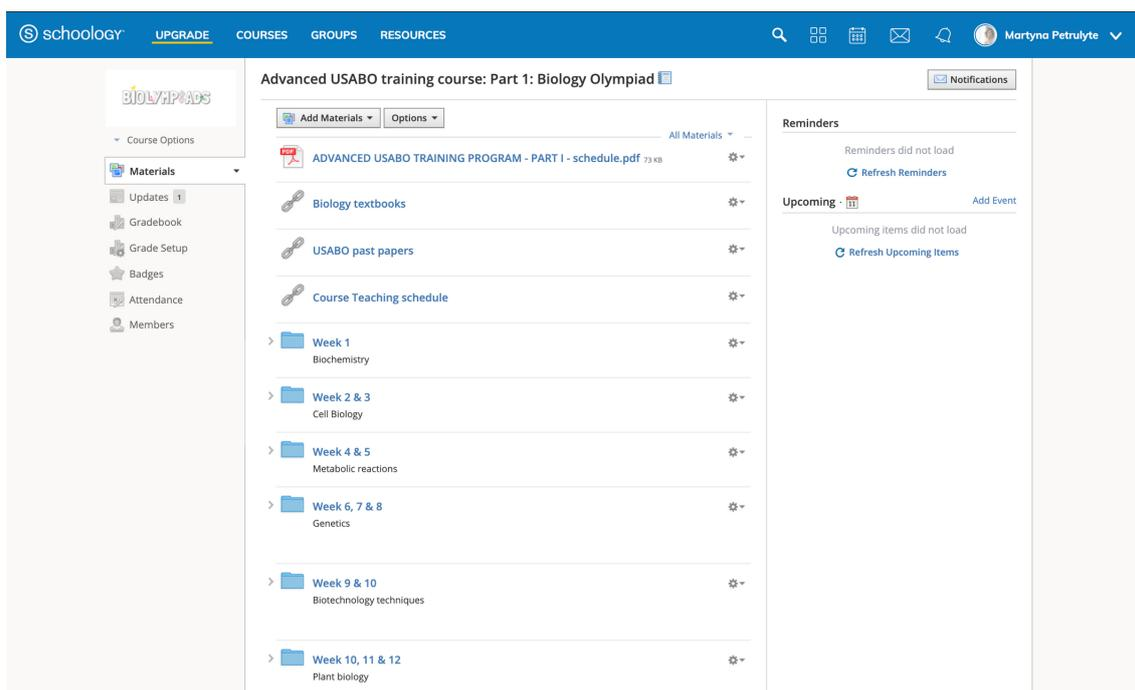 schoology
UPGRADE
COURSES
GROUPS
RESOURCES
Martyna Petrulyte
BIOLYMPIADS
Course Options
Materials
Updates 1
Gradebook
Grade Setup
Badges
Attendance
Members
Advanced USABO training course: Part 1: Biology Olympiad
Notifications
Add Materials
Options
All Materials
PDF
ADVANCED USABO TRAINING PROGRAM - PART I - schedule.pdf 73 KB
Biology textbooks
USABO past papers
Course Teaching schedule
Week 1
Biochemistry
Week 2 & 3
Cell Biology
Week 4 & 5
Metabolic reactions
Week 6, 7 & 8
Genetics
Week 9 & 10
Biotechnology techniques
Week 10, 11 & 12
Plant biology
Reminders
Reminders did not load
Refresh Reminders
Upcoming · 11
Add Event
Upcoming items did not load
Refresh Upcoming Items